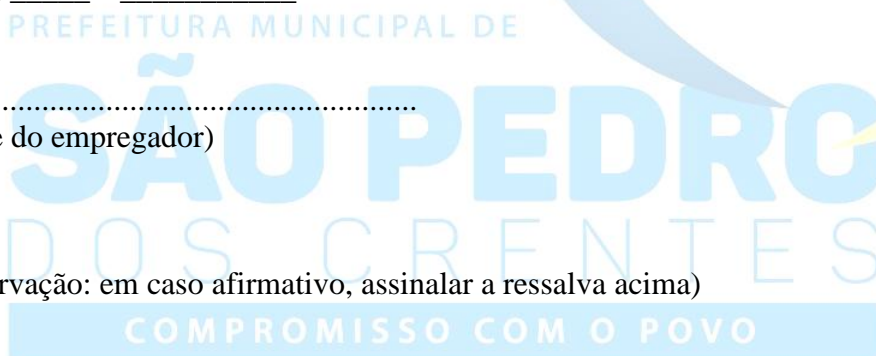 PREFEITURA MUNICIPAL DE
SÃO PEDRO
DOS CRENTES
COMPROMISSO COM O POVO
..................................................
e do empregador)
rvação: em caso afirmativo, assinalar a ressalva acima)